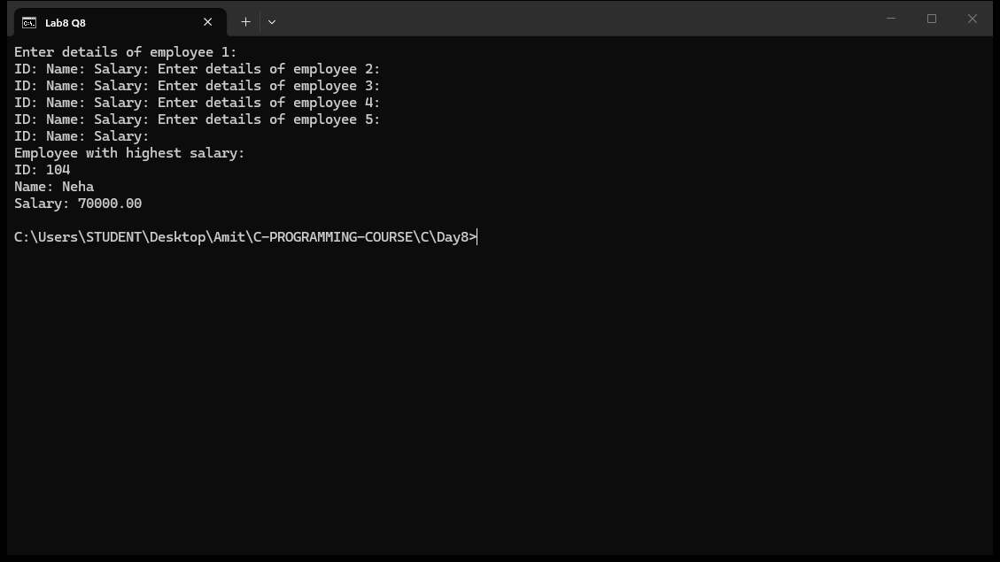 Lab8 Q8
Enter details of employee 1:
ID: Name: Salary: Enter details of employee 2:
ID: Name: Salary: Enter details of employee 3:
ID: Name: Salary: Enter details of employee 4:
ID: Name: Salary: Enter details of employee 5:
ID: Name: Salary:
Employee with highest salary:
ID: 104
Name: Neha
Salary: 70000.00
C:\Users\STUDENT\Desktop\Amit\C-PROGRAMMING-COURSE\C\Day8>